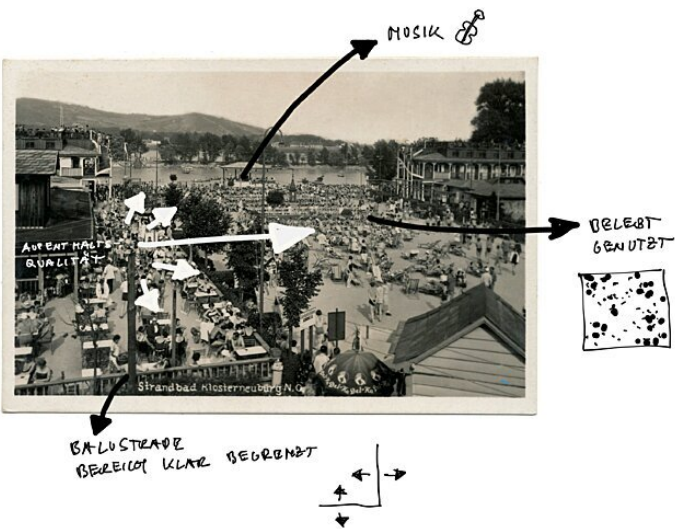 MUSIK
BELEBT
GENUTZT
AUFENTHALTS
QUALITÄT
Strandbad Klosterneuburg N.Ö.
BALUSTRADE
BEREICH KLAR BEGRENZT